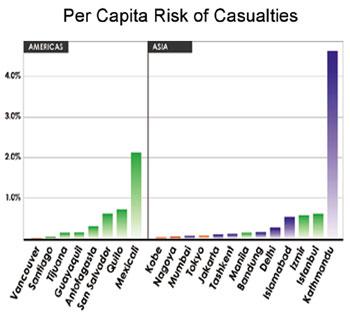 Per Capita Risk of Casualties
AMERICAS
ASIA
4.0%
3.0%
2.0%
1.0%
Vancouver
Santiago
Tijuana
Guayaquil
Antofagasta
San Salvador
Quito
Mexicali
Kobe
Nagoya
Mumbai
Tokyo
Jakarta
Tashkent
Manila
Bandung
Delhi
Islamabad
Izmir
Istanbul
Kathmandu